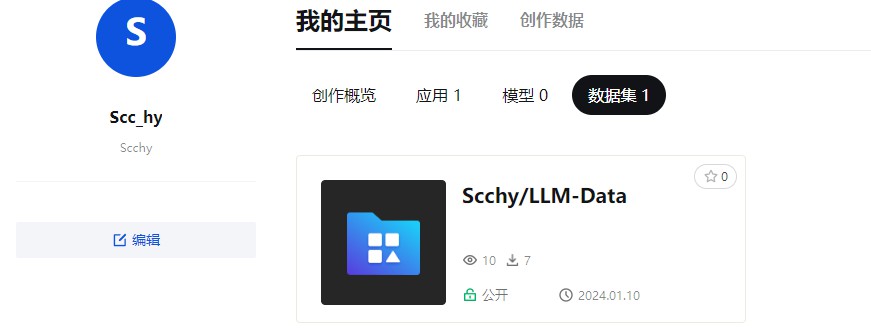 S
Scc_hy
Scchy
编辑
我的主页 我的收藏 创作数据
创作概览 应用 1 模型 0 数据集 1
0
Scchy/LLM-Data
10 7
公开 2024.01.10